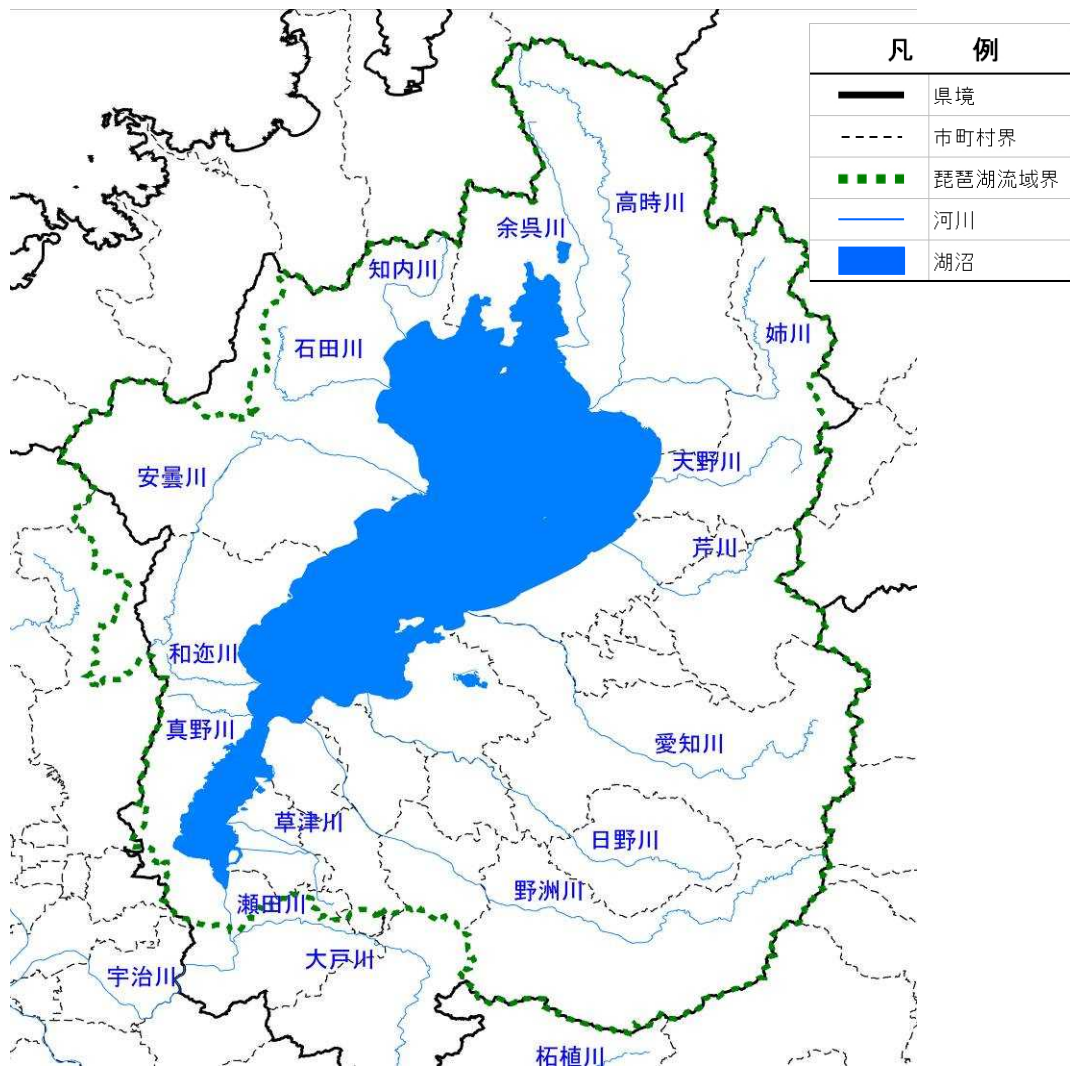 凡 例
県境
市町村界
琵琶湖流域界
河川
湖沼
高時川
余呉川
知内川
姉川
石田川
天野川
安曇川
芹川
和迩川
真野川
愛知川
草津川
日野川
野洲川
瀬田川
大戸川
宇治川
柘植川